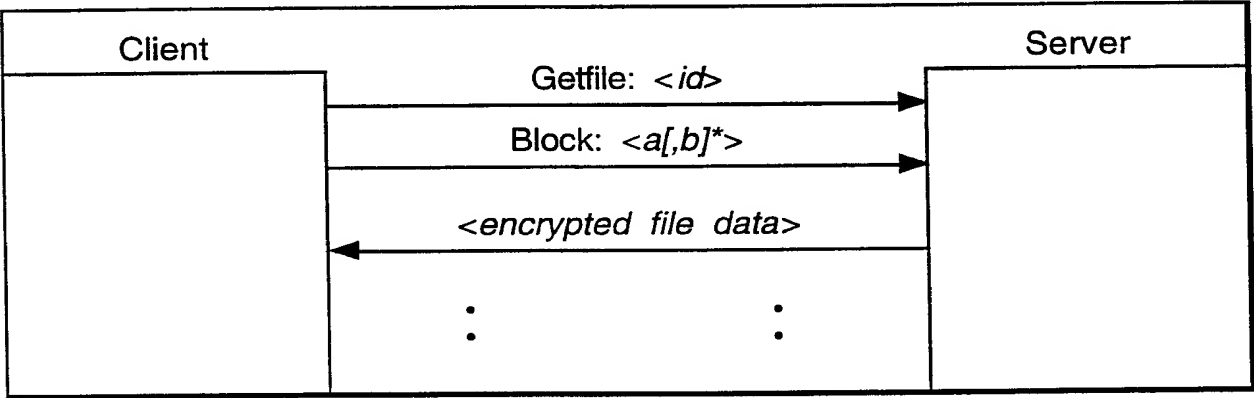 Client
Server
Getfile: <id>
Block: <a[,b]*>
<encrypted file data>